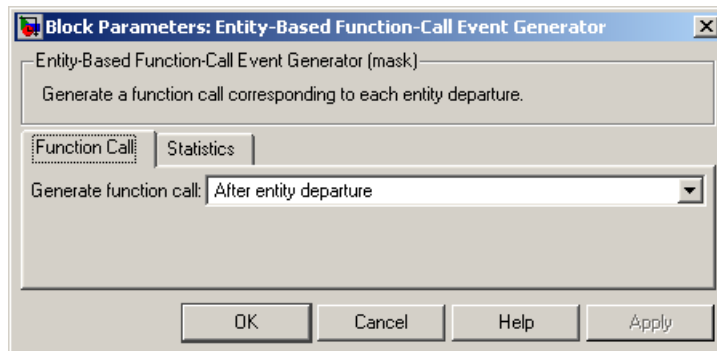 Block Parameters: Entity-Based Function-Call Event Generator
Entity-Based Function-Call Event Generator (mask)
Generate a function call corresponding to each entity departure.
Function Call Statistics
Generate function call: After entity departure
OK Cancel Help Apply